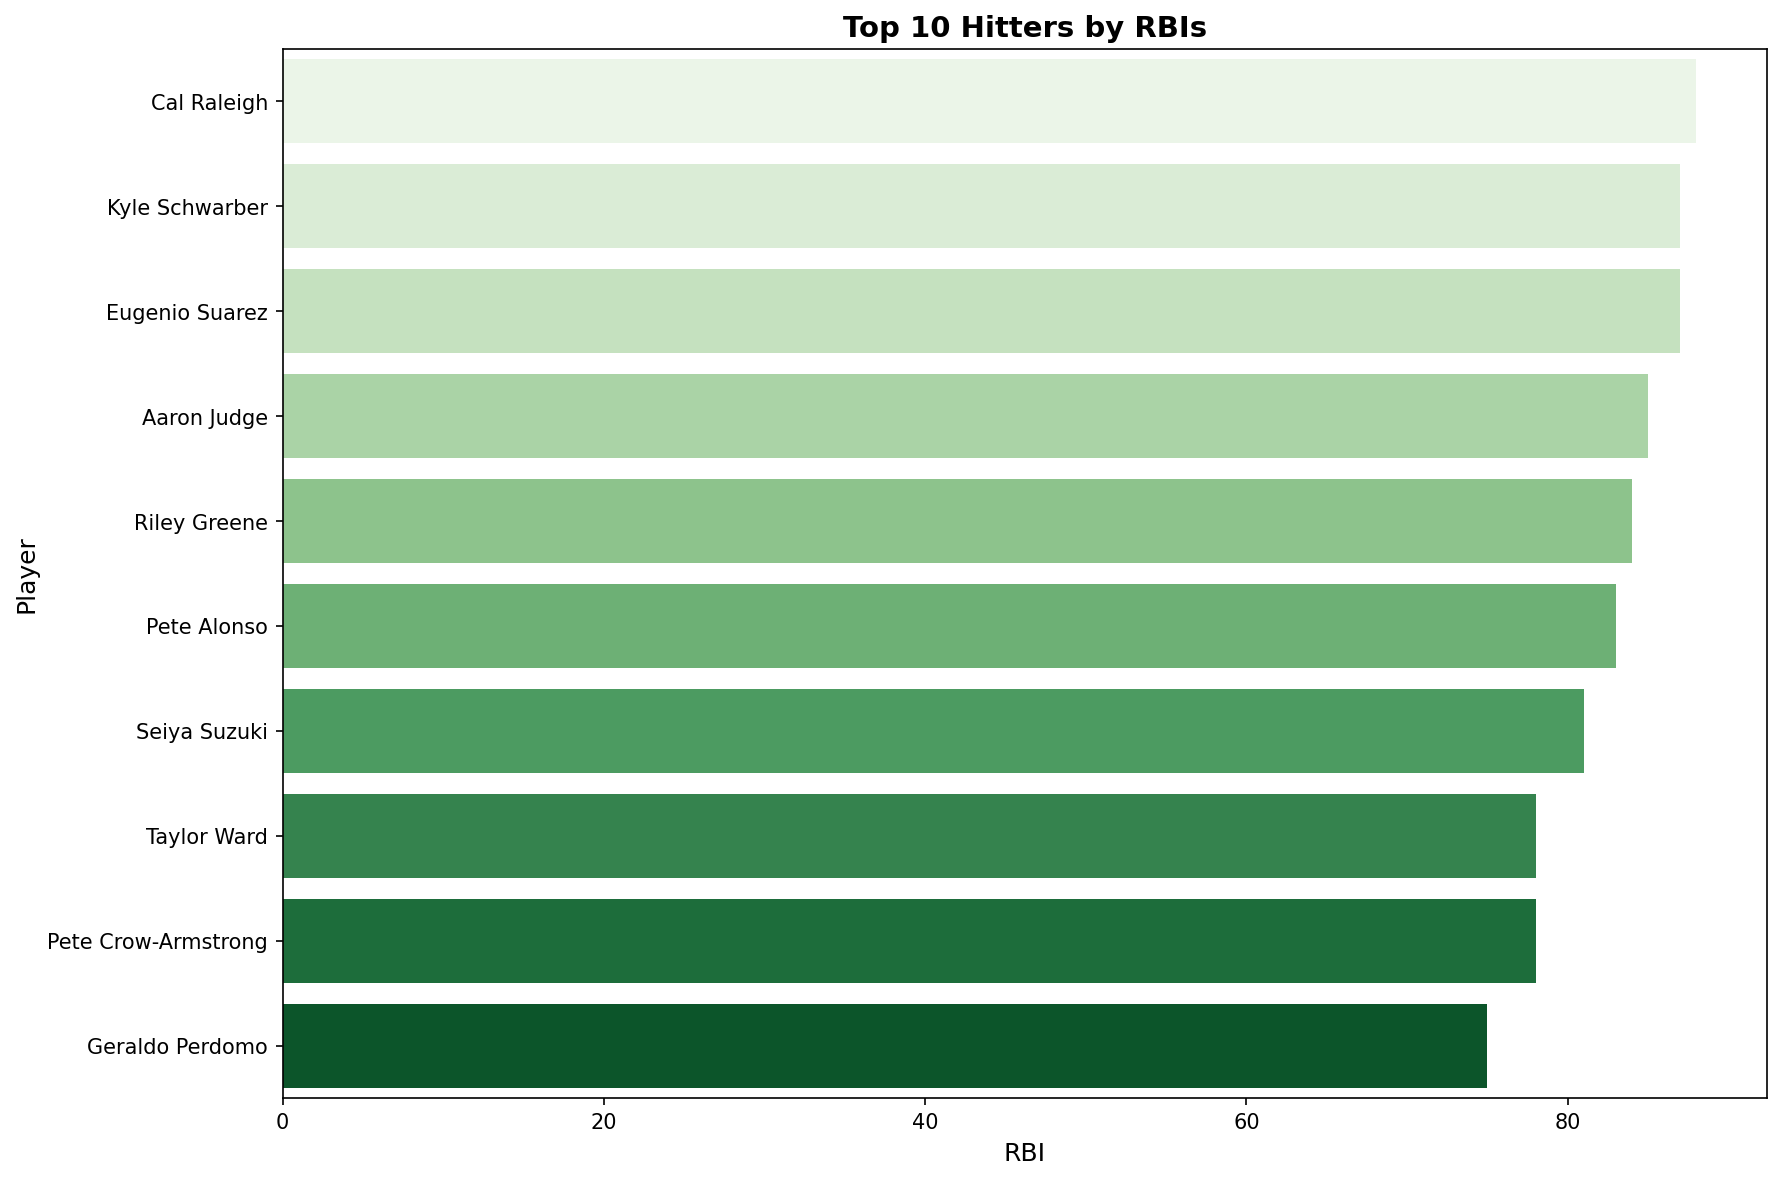 Top 10 Hitters by RBIs
Cal Raleigh
Kyle Schwarber
Eugenio Suarez
Aaron Judge
Riley Greene
Pete Alonso
Seiya Suzuki
Taylor Ward
Pete Crow-Armstrong
Geraldo Perdomo
Player
0 20 40 60 80
RBI